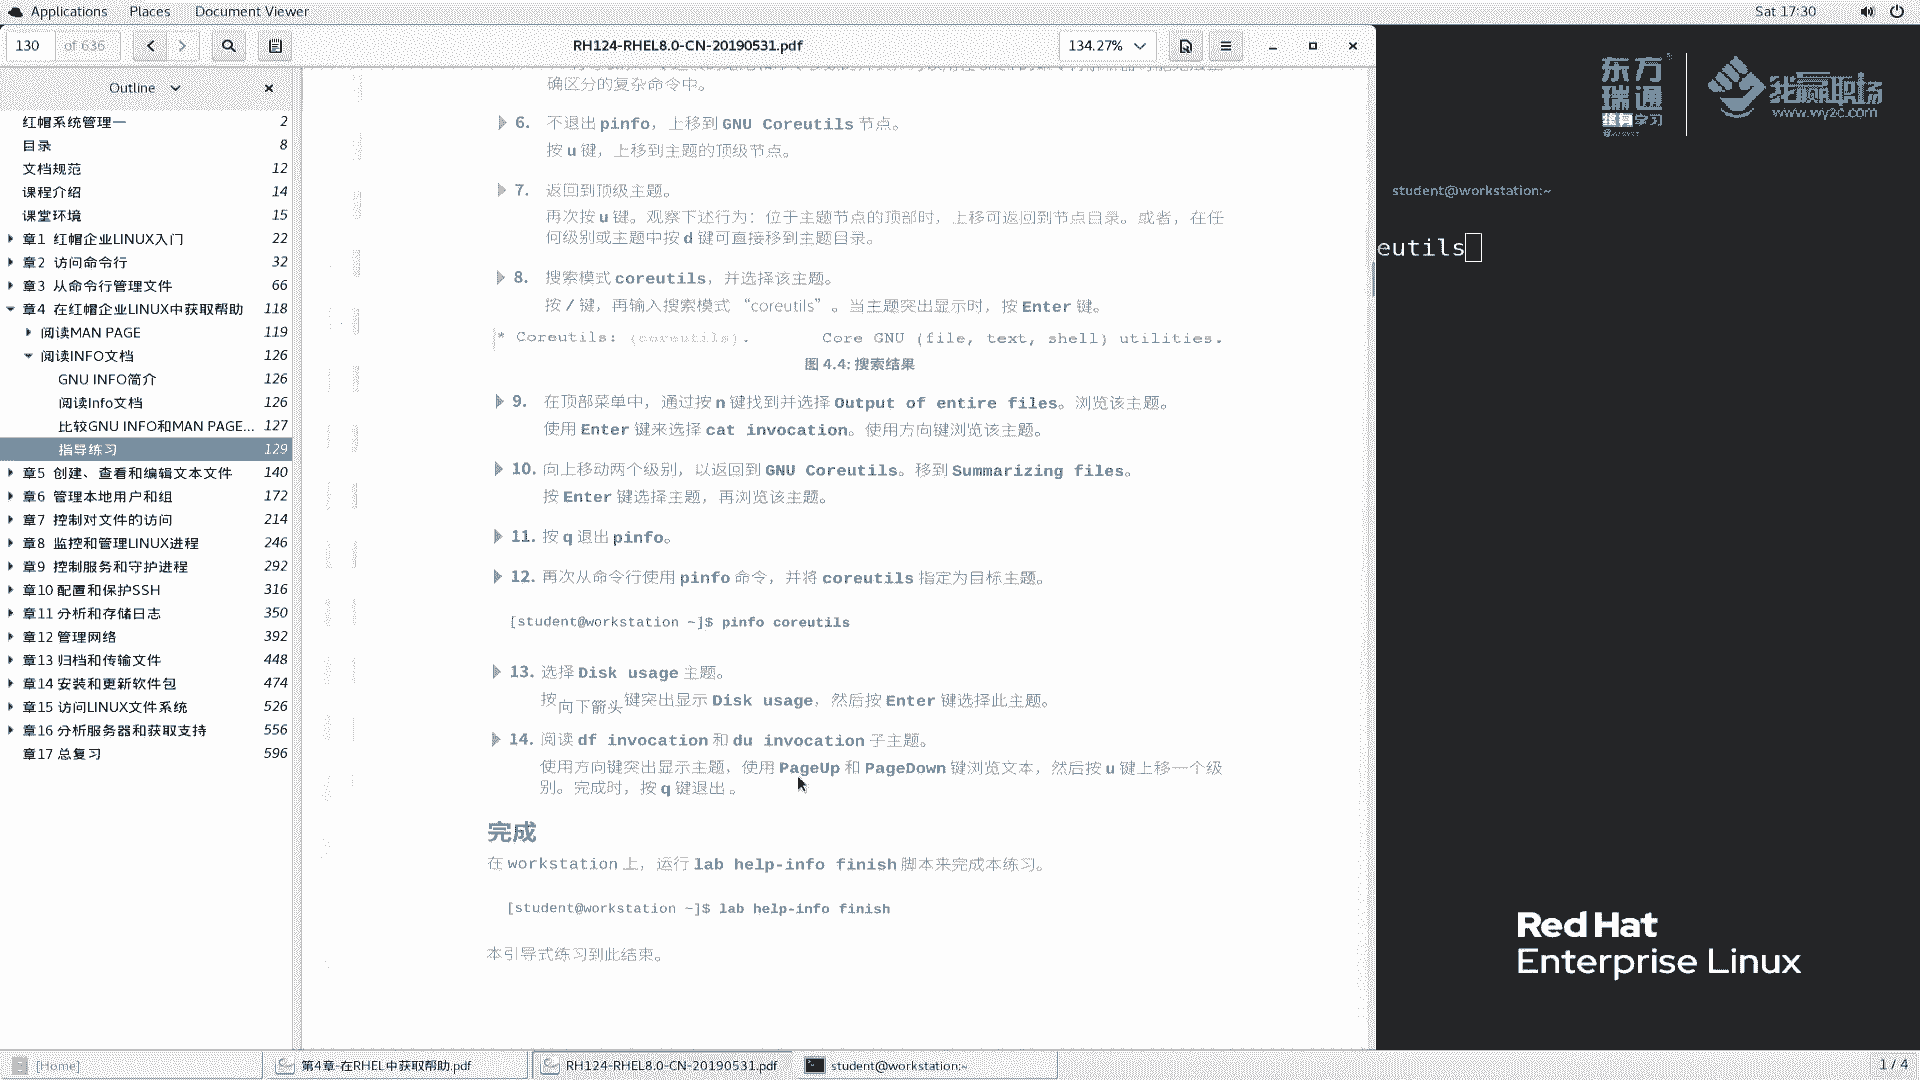 Applications Places Document Viewer Sat 17:30
130 of 636 RH124-RHEL8.0-CN-20190531.pdf 134.27%
Outline
红帽系统管理一 2
目录 8
文档规范 12
课程介绍 14
课堂环境 15
章1 红帽企业LINUX入门 22
章2 访问命令行 32
章3 从命令行管理文件 66
章4 在红帽企业LINUX中获取帮助 118
阅读MAN PAGE 119
阅读INFO文档 126
GNU INFO简介 126
阅读Info文档 126
比较GNU INFO和MAN PAGE... 127
指导练习 129
章5 创建、查看和编辑文本文件 140
章6 管理本地用户和组 172
章7 控制对文件的访问 214
章8 监控和管理LINUX进程 246
章9 控制服务和守护进程 292
章10 配置和保护SSH 316
章11 分析和存储日志 350
章12 管理网络 392
章13 归档和传输文件 448
章14 安装和更新软件包 474
章15 访问LINUX文件系统 526
章16 分析服务器和获取支持 556
章17 总复习 596
确区分的复杂命令中。
6. 不退出 pinfo，上移到 GNU Coreutils 节点。
按 u 键，上移到主题的顶级节点。
7. 返回到顶级主题。
再次按 u 键。观察下述行为：位于主题节点的顶部时，上移可返回到节点目录。或者，在任
何级别或主题中按 d 键可直接移到主题目录。
8. 搜索模式 coreutils，并选择该主题。
按 / 键，再输入搜索模式 “coreutils”。当主题突出显示时，按 Enter 键。
* Coreutils: (coreutils). Core GNU (file, text, shell) utilities.
图 4.4: 搜索结果
9. 在顶部菜单中，通过按 n 键找到并选择 Output of entire files。浏览该主题。
使用 Enter 键来选择 cat invocation。使用方向键浏览该主题。
10. 向上移动两个级别，以返回到 GNU Coreutils。移到 Summarizing files。
按 Enter 键选择主题，再浏览该主题。
11. 按 q 退出 pinfo。
12. 再次从命令行使用 pinfo 命令，并将 coreutils 指定为目标主题。
[student@workstation ~]$ pinfo coreutils
13. 选择 Disk usage 主题。
按向下箭头键突出显示 Disk usage，然后按 Enter 键选择此主题。
14. 阅读 df invocation 和 du invocation 子主题。
使用方向键突出显示主题，使用 PageUp 和 PageDown 键浏览文本，然后按 u 键上移一个级
别。完成时，按 q 键退出 。
完成
在 workstation 上，运行 lab help-info finish 脚本来完成本练习。
[student@workstation ~]$ lab help-info finish
本引导式练习到此结束。
东方
瑞通
终身学习
我赢职场
www.wy2c.com
student@workstation:~
eutils
Red Hat
Enterprise Linux
[Home] 第4章-在RHEL中获取帮助.pdf RH124-RHEL8.0-CN-20190531.pdf student@workstation:~ 1 / 4